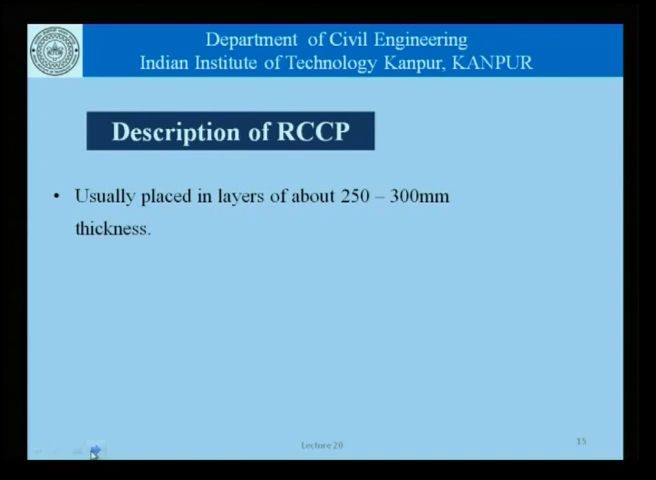 Department of Civil Engineering
Indian Institute of Technology Kanpur, KANPUR
Description of RCCP
• Usually placed in layers of about 250 – 300mm
thickness.
Lecture 20
15